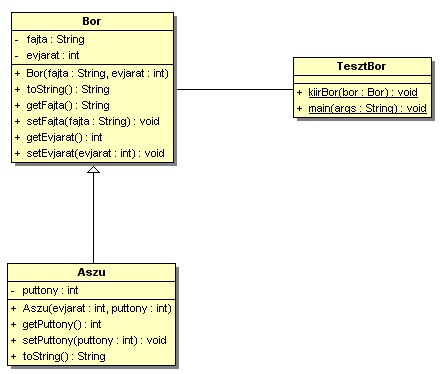 Bor
- fajta : String
- evjarat : int
+ Bor(fajta : String, evjarat : int)
+ toString() : String
+ getFajta() : String
+ setFajta(fajta : String) : void
+ getEvjarat() : int
+ setEvarat(evjarat : int) : void
TesztBor
+ kiirBor(bor : Bor) : void
+ main(args : String) : void
Aszu
- puttony : int
+ Aszu(evjarat : int, puttony : int)
+ getPuttony() : int
+ setPuttony(puttony : int) : void
+ toString() : String